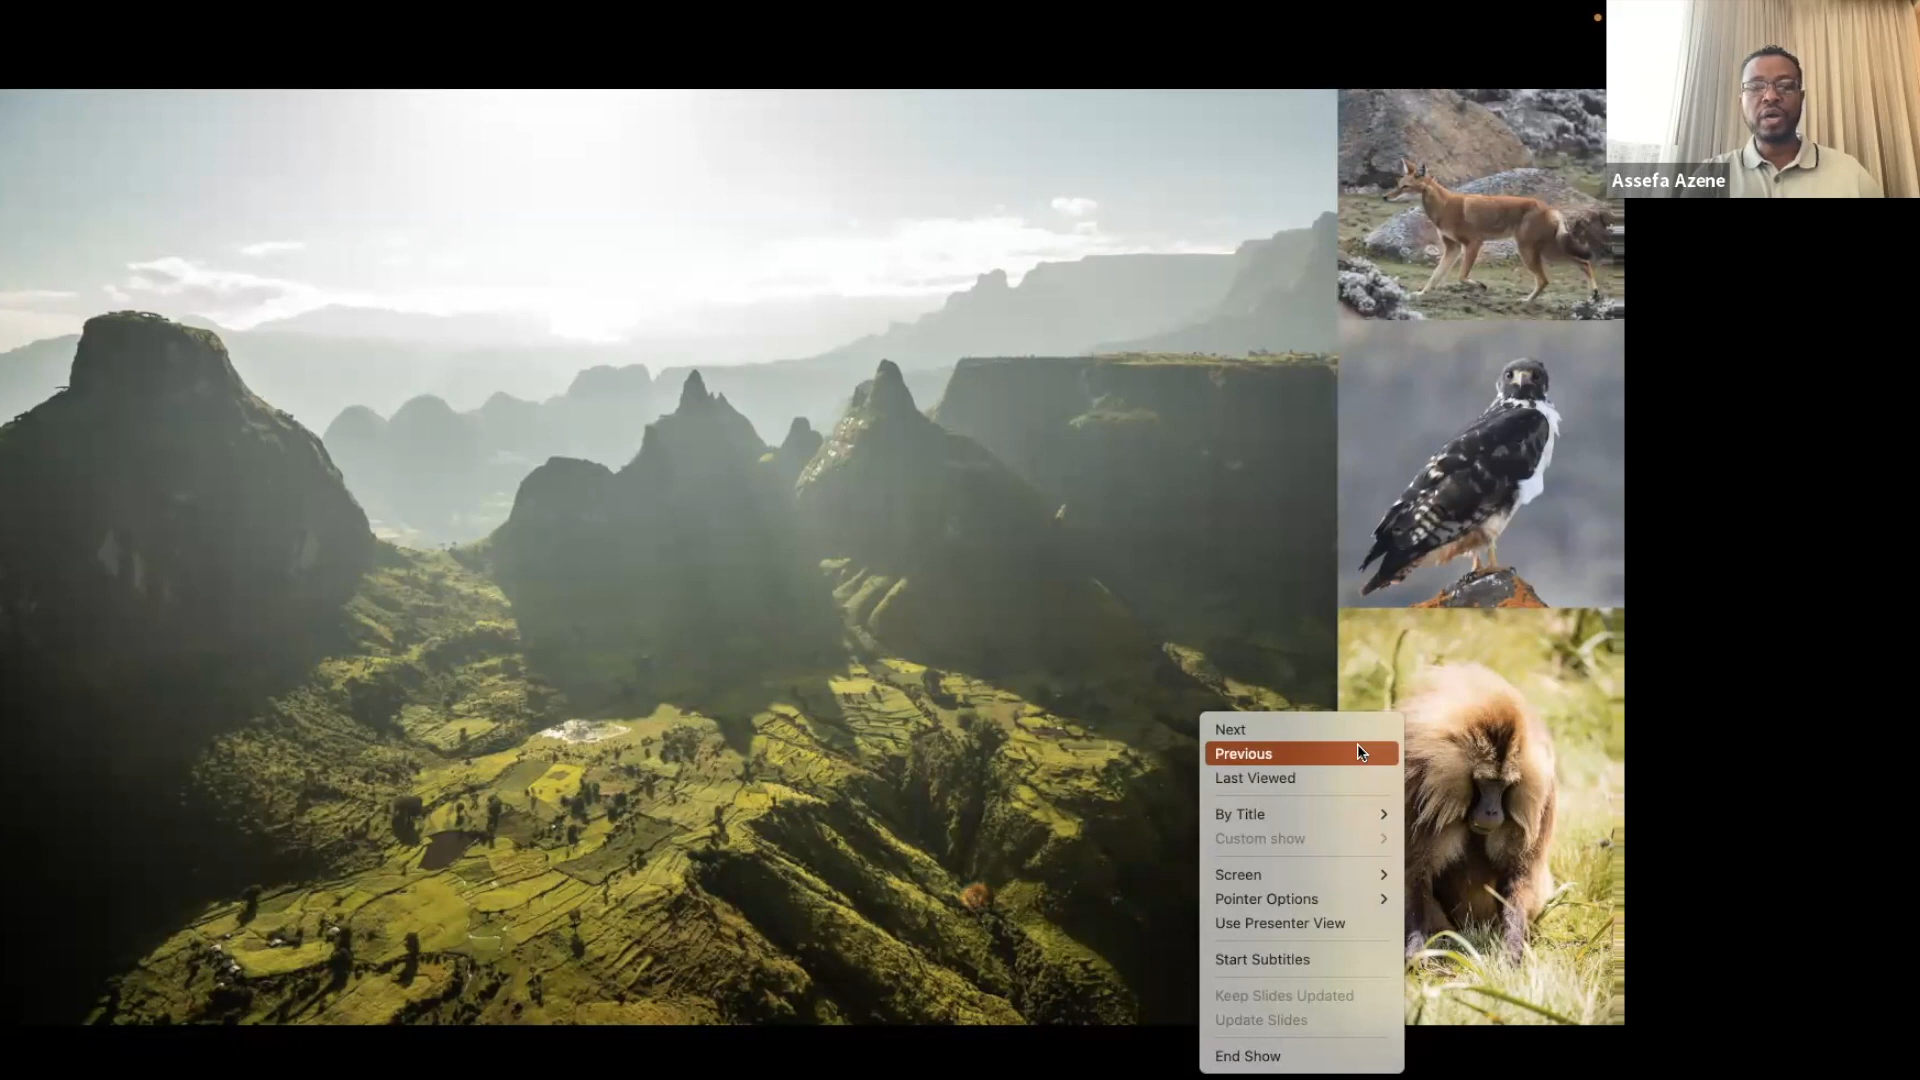 Assefa Azene
Next
Previous
Last Viewed
By Title
Custom show
Screen
Pointer Options
Use Presenter View
Start Subtitles
Keep Slides Updated
Update Slides
End Show